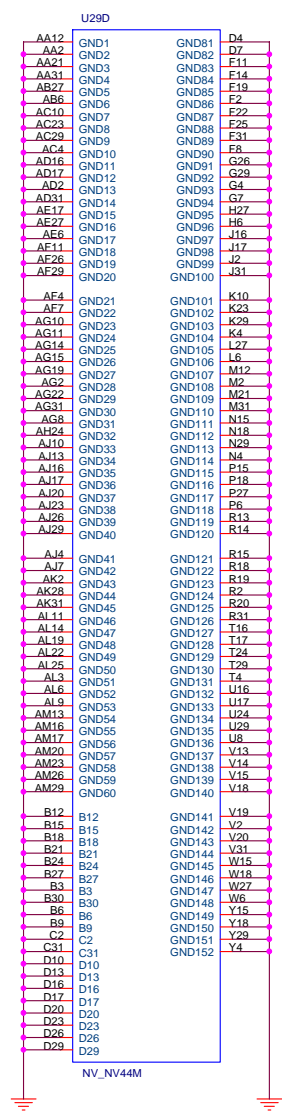 U29D
AA12 GND1 GND81 D4
AA2 GND2 GND82 D7
AA21 GND3 GND83 F11
AA31 GND4 GND84 F14
AB27 GND5 GND85 F19
AB6 GND6 GND86 F2
AC10 GND7 GND87 F22
AC23 GND8 GND88 F25
AC29 GND9 GND89 F31
AC4 GND10 GND90 F8
AD16 GND11 GND91 G26
AD17 GND12 GND92 G29
AD2 GND13 GND93 G4
AD31 GND14 GND94 G7
AE17 GND15 GND95 H27
AE27 GND16 GND96 H6
AE6 GND17 GND97 J16
AF11 GND18 GND98 J17
AF26 GND19 GND99 J2
AF29 GND20 GND100 J31
AF4 GND21 GND101 K10
AF7 GND22 GND102 K23
AG10 GND23 GND103 K29
AG11 GND24 GND104 K4
AG14 GND25 GND105 L27
AG15 GND26 GND106 L6
AG19 GND27 GND107 M12
AG2 GND28 GND108 M2
AG22 GND29 GND109 M21
AG31 GND30 GND110 M31
AG8 GND31 GND111 N15
AH24 GND32 GND112 N18
AJ10 GND33 GND113 N29
AJ13 GND34 GND114 N4
AJ16 GND35 GND115 P15
AJ17 GND36 GND116 P18
AJ20 GND37 GND117 P27
AJ23 GND38 GND118 P6
AJ26 GND39 GND119 R13
AJ29 GND40 GND120 R14
AJ4 GND41 GND121 R15
AJ7 GND42 GND122 R18
AK2 GND43 GND123 R19
AK28 GND44 GND124 R2
AK31 GND45 GND125 R20
AL11 GND46 GND126 R31
AL14 GND47 GND127 T16
AL19 GND48 GND128 T17
AL22 GND49 GND129 T24
AL25 GND50 GND130 T29
AL3 GND51 GND131 T4
AL6 GND52 GND132 U16
AL9 GND53 GND133 U17
AM13 GND54 GND134 U24
AM16 GND55 GND135 U29
AM17 GND56 GND136 U8
AM20 GND57 GND137 V13
AM23 GND58 GND138 V14
AM26 GND59 GND139 V15
AM29 GND60 GND140 V18
B12 B12 GND141 V19
B15 B15 GND142 V2
B18 B18 GND143 V20
B21 B21 GND144 V31
B24 B24 GND145 W15
B27 B27 GND146 W18
B3 B3 GND147 W27
B30 B30 GND148 W6
B6 B6 GND149 Y15
B9 B9 GND150 Y18
C2 C2 GND151 Y29
C31 C31 GND152 Y4
D10 D10
D13 D13
D16 D16
D17 D17
D20 D20
D23 D23
D26 D26
D29 D29
NV_NV44M